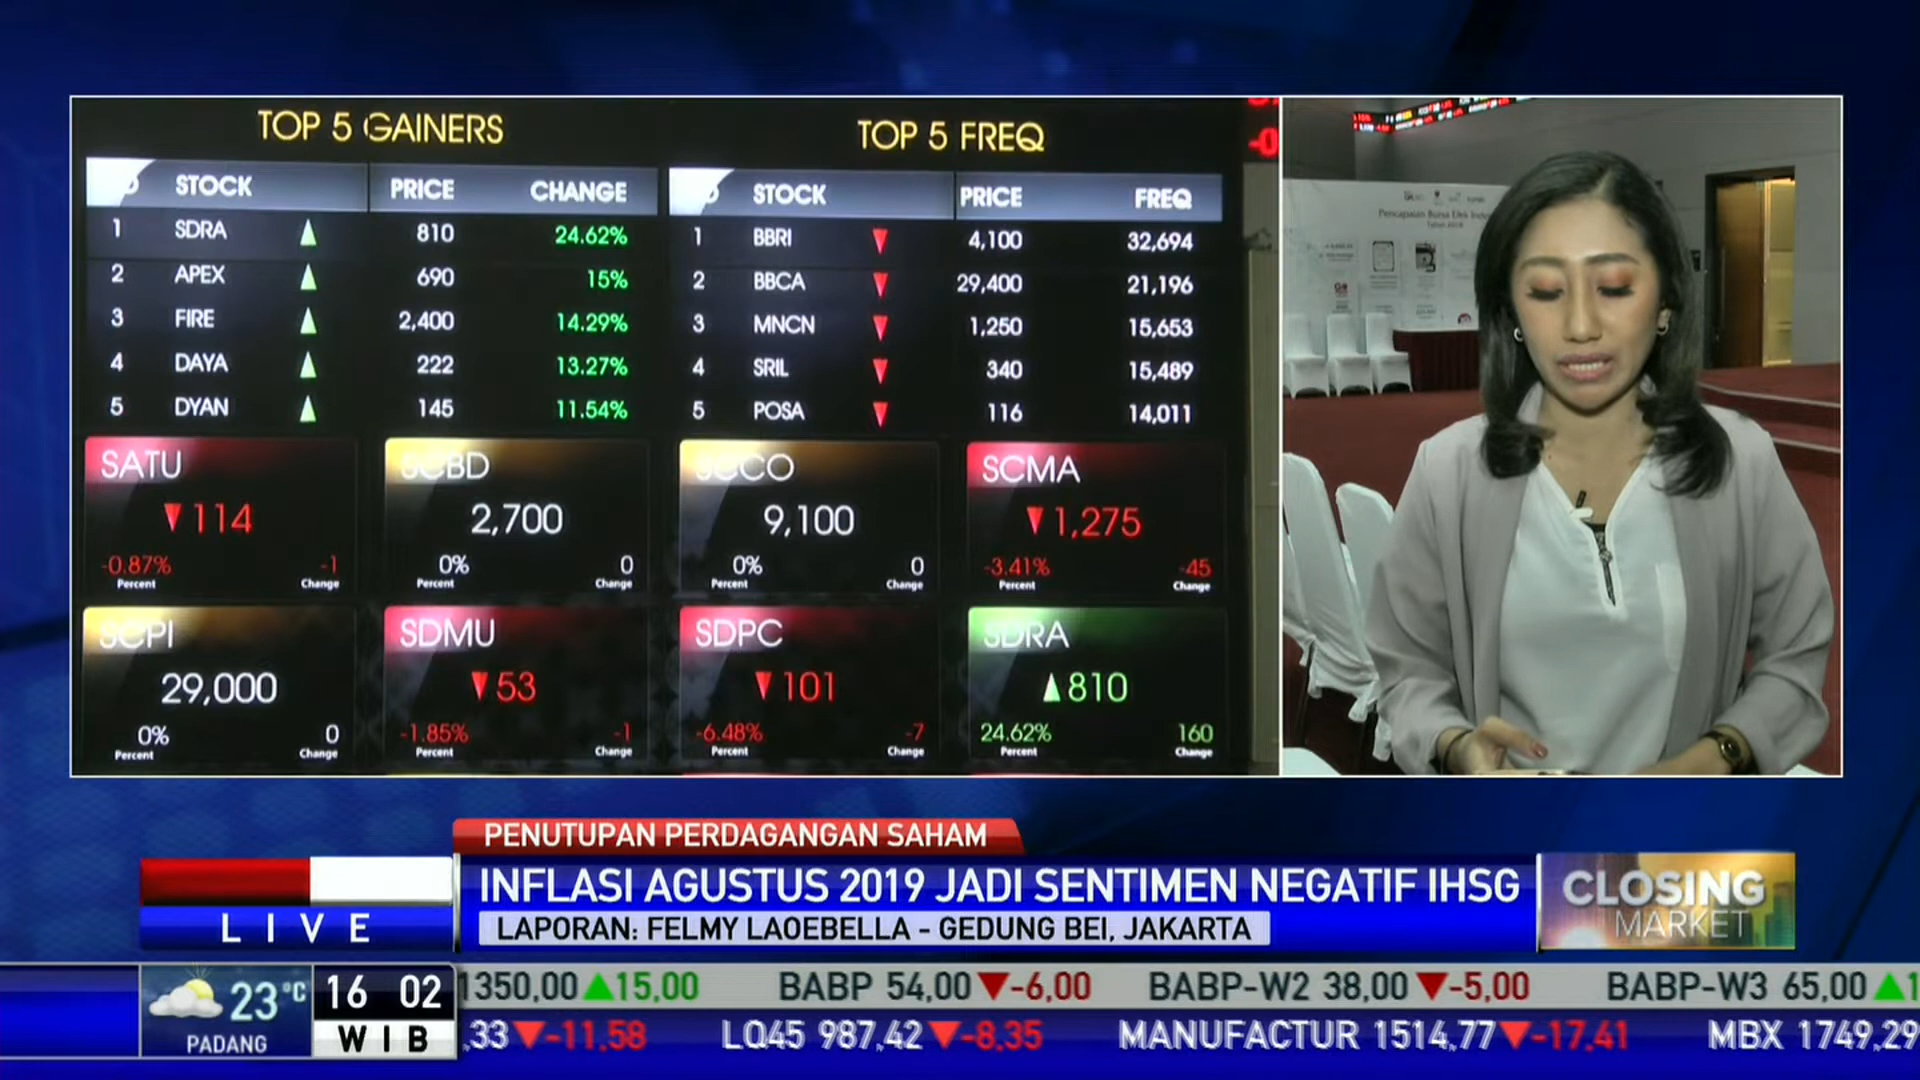 TOP 5 GAINERS
STOCK PRICE CHANGE
1 SDRA ▲ 810 24.62%
2 APEX ▲ 690 15%
3 FIRE ▲ 2,400 14.29%
4 DAYA ▲ 222 13.27%
5 DYAN ▲ 145 11.54%
TOP 5 FREQ
STOCK PRICE FREQ
1 BBRI ▼ 4,100 32,694
2 BBCA ▼ 29,400 21,196
3 MNCN ▼ 1,250 15,653
4 SRIL ▼ 340 15,489
5 POSA ▼ 116 14,011
SATU
▼114
-0.87% -1
Percent Change
SCBD
2,700
0% 0
Percent Change
SCCO
9,100
0% 0
Percent Change
SCMA
▼1,275
-3.41% -45
Percent Change
SCPI
29,000
0% 0
Percent Change
SDMU
▼53
-1.85% -1
Percent Change
SDPC
▼101
-6.48% -7
Percent Change
SDRA
▲810
24.62% 160
Percent Change
Pencapaian Bursa Efek
PENUTUPAN PERDAGANGAN SAHAM
INFLASI AGUSTUS 2019 JADI SENTIMEN NEGATIF IHSG
LAPORAN: FELMY LAOEBELLA - GEDUNG BEI, JAKARTA
LIVE
CLOSING
MARKET
23°C
PADANG
16 02
WIB
1350,00▲15,00 BABP 54,00▼-6,00 BABP-W2 38,00▼-5,00 BABP-W3 65,00▲1
,33▼-11.58 LQ45 987,42▼-8,35 MANUFACTUR 1514,77▼-17,41 MBX 1749,29